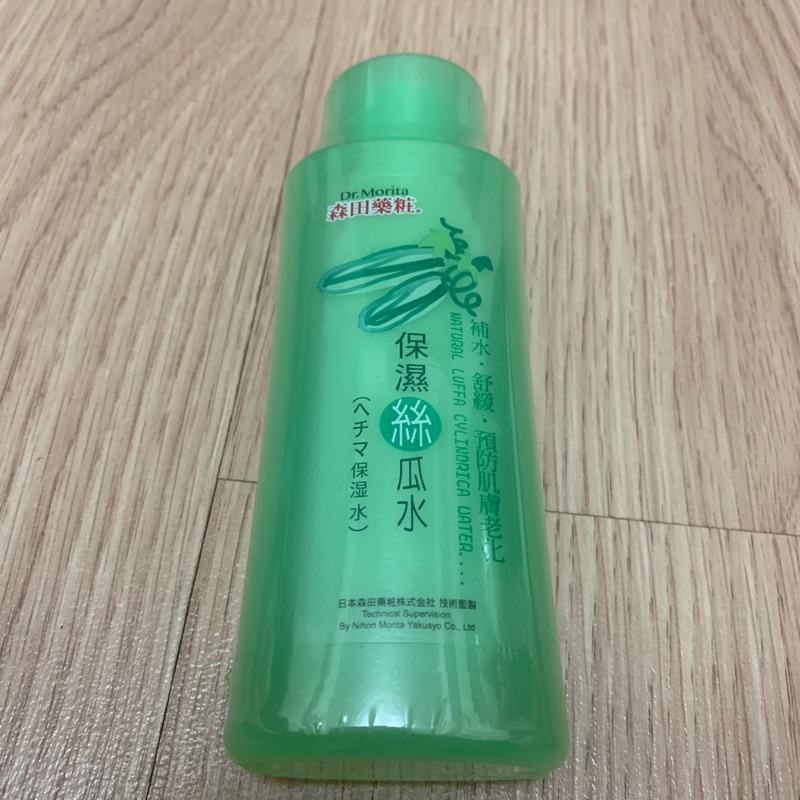 Dr.Morita
森田藥粧®
補水·舒緩·預防肌膚老化
NATURAL LUFFA CYLINDRICA WATER....
保濕絲瓜水
(ヘチマ保湿水)
日本森田藥粧株式会社 技術監製
Technical Supervision
By Nihon Morita Yakusyo Co., Ltd